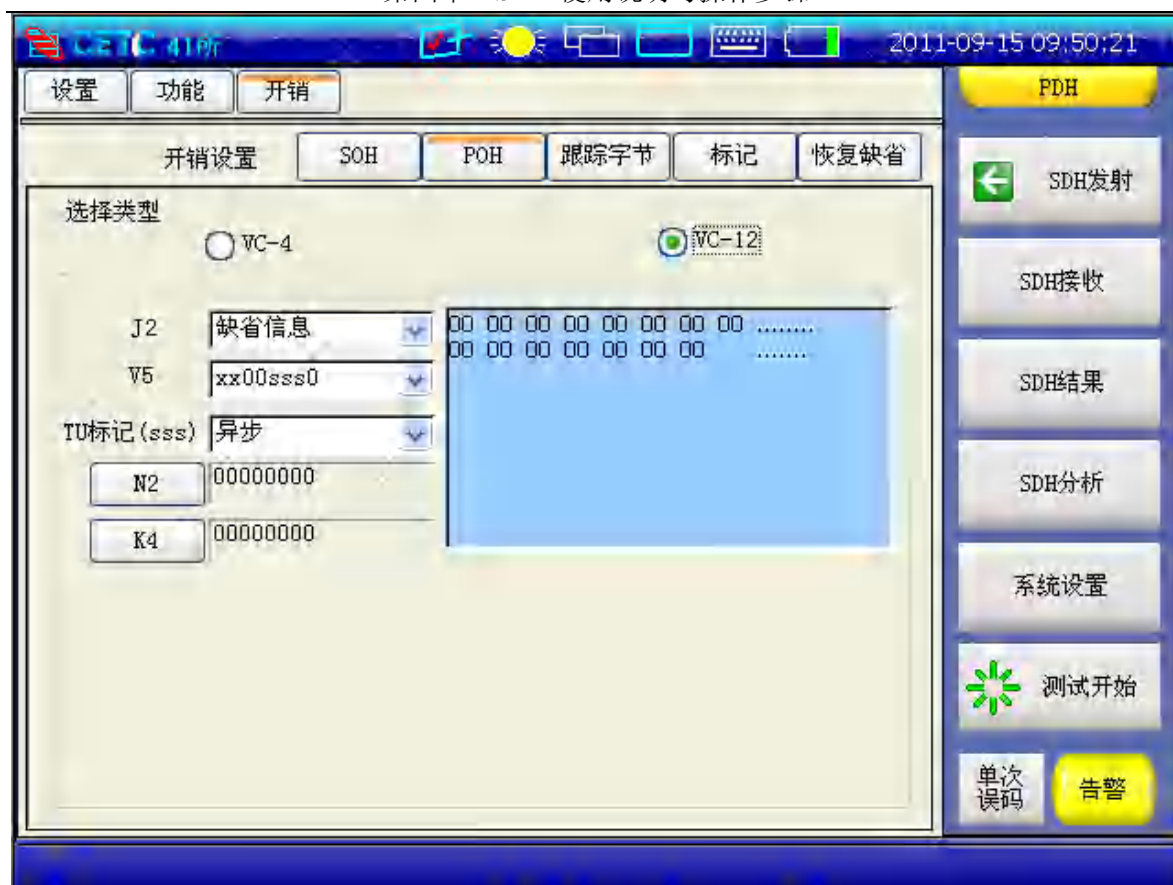 CETC 41所 2011-09-15 09:50:21
设置 功能 开销 PDH
开销设置 SOH POH 跟踪字节 标记 恢复缺省
SDH发射
选择类型
VC-4 VC-12
SDH接收
J2 缺省信息 00 00 00 00 00 00 00 00 ........
00 00 00 00 00 00 00 .......
V5 xx00sss0
SDH结果
TU标记(sss) 异步
N2 00000000
SDH分析
K4 00000000
系统设置
测试开始
单次
误码
告警